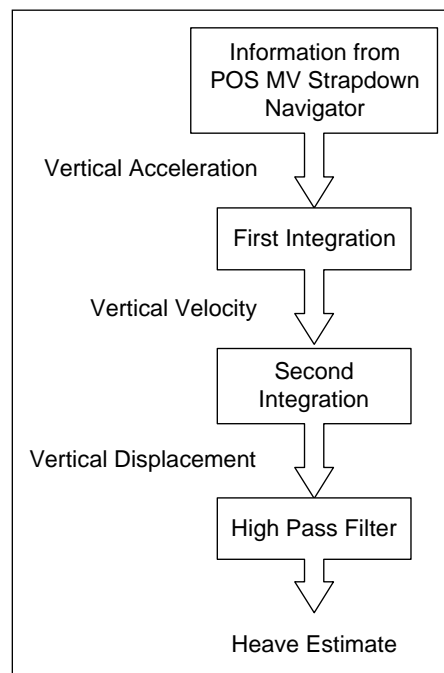 Information from
POS MV Strapdown
Navigator
Vertical Acceleration
First Integration
Vertical Velocity
Second
Integration
Vertical Displacement
High Pass Filter
Heave Estimate